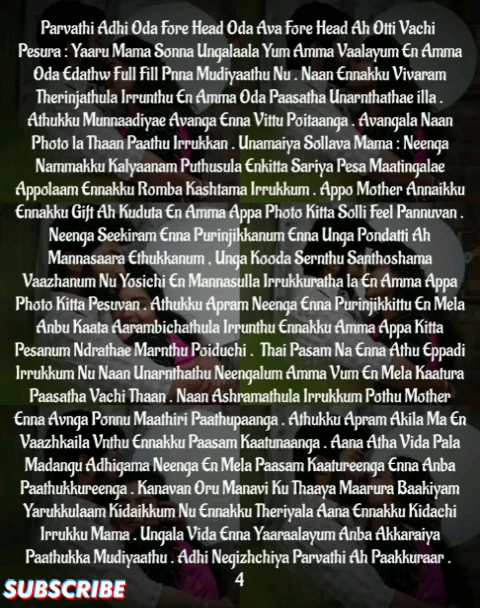 Parvathi Adhi Oda Fore Head Oda Ava Fore Head Ah Otti Vachi
Pesura : Yaaru Mama Sonna Ungalaala Yum Amma Vaalayum En Amma
Oda Edathw Full Fill Pnna Mudiyaathu Nu . Naan Ennakku Vivaram
Therinjathula Irrunthu En Amma Oda Paasatha Unarnthathae illa .
Athukku Munnaadiyae Avanga Enna Vittu Poitaanga . Avangala Naan
Photo la Thaan Paathu Irrukkan . Unamaiya Sollava Mama : Neenga
Nammakku Kalyaanam Puthusula Enkitta Sariya Pesa Maatingalae
Appolaam Ennakku Romba Kashtama Irrukkum . Appo Mother Annaikku
Ennakku Gift Ah Kuduta En Amma Appa Photo Kitta Solli Feel Pannuvan .
Neenga Seekiram Enna Purinjikkanum Enna Unga Pondatti Ah
Mannasaara Ethukkanum . Unga Kooda Sernthu Santhoshama
Vaazhanum Nu Yosichi En Mannasulla Irrukkuratha la En Amma Appa
Photo Kitta Pesuvan . Athukku Apram Neenga Enna Purinjikkittu En Mela
Anbu Kaata Aarambichathula Irrunthu Ennakku Amma Appa Kitta
Pesanum Ndrathae Marnthu Poiduchi . Thai Pasam Na Enna Athu Eppadi
Irrukkum Nu Naan Unarnthathu Neengalum Amma Vum En Mela Kaatura
Paasatha Vachi Thaan . Naan Ashramathula Irrukkum Pothu Mother
Enna Avnga Ponnu Maathiri Paathupaanga . Athukku Apram Akila Ma En
Vaazhkaila Vnthu Ennakku Paasam Kaatunaanga . Aana Atha Vida Pala
Madangu Adhigama Neenga En Mela Paasam Kaatureenga Enna Anba
Paathukkureenga . Kanavan Oru Manavi Ku Thaaya Maarura Baakiyam
Yarukkulaam Kidaikkum Nu Ennakku Theriyala Aana Ennakku Kidachi
Irrukku Mama . Ungala Vida Enna Yaaraalayum Anba Akkaraiya
Paathukka Mudiyaathu . Adhi Negizhchiya Parvathi Ah Paakkuraar .
4
SUBSCRIBE